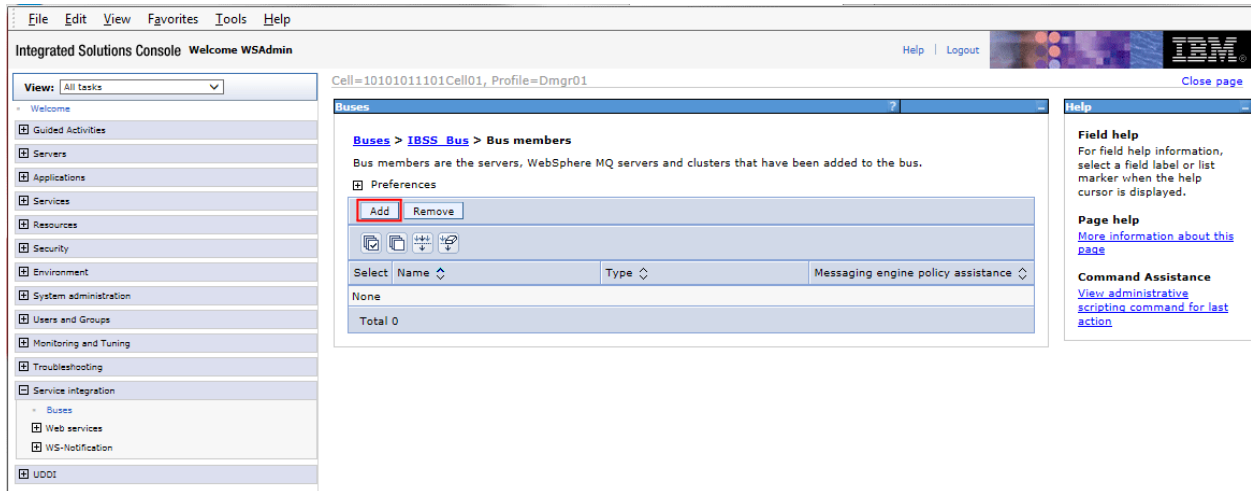 File Edit View Favorites Tools Help
Integrated Solutions Console Welcome WSAdmin
Help | Logout
IBM®
View: All tasks
Welcome
Guided Activities
Servers
Applications
Services
Resources
Security
Environment
System administration
Users and Groups
Monitoring and Tuning
Troubleshooting
Service integration
Buses
Web services
WS-Notification
UDDI
Cell=10101011101Cell01, Profile=Dmgr01
Close page
Buses ? -
Buses > IBSS_Bus > Bus members
Bus members are the servers, WebSphere MQ servers and clusters that have been added to the bus.
Preferences
Add Remove
Select Name Type Messaging engine policy assistance
None
Total 0
Help -
Field help
For field help information,
select a field label or list
marker when the help
cursor is displayed.
Page help
More information about this
page
Command Assistance
View administrative
scripting command for last
action